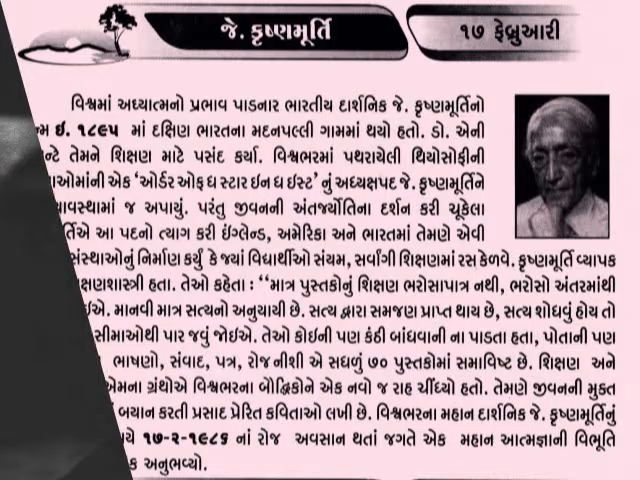 જે. કૃષ્ણમૂર્તિ
૧૭ ફેબ્રુઆરી
વિશ્વમાં અધ્યાત્મનો પ્રભાવ પાડનાર ભારતીય દાર્શનિક જે. કૃષ્ણમૂર્તિનો
ઇ. ૧૮૯૫ માં દક્ષિણ ભારતના મદનપલ્લી ગામમાં થયો હતો. ડો. એની
તેમને શિક્ષણ માટે પસંદ કર્યા. વિશ્વભરમાં પથરાયેલી થિયોસોફીની
એક ‘ઓર્ડર ઓફ ધ સ્ટાર ઇન ધ ઇસ્ટ’ નું અધ્યક્ષપદ જે. કૃષ્ણમૂર્તિને
માં જ અપાયું. પરંતુ જીવનની અંતર્જ્યોતિના દર્શન કરી ચૂકેલા
આ પદનો ત્યાગ કરી ઇંગ્લેન્ડ, અમેરિકા અને ભારતમાં તેમણે એવી
સંસ્થાઓનું નિર્માણ કર્યું કે જ્યાં વિદ્યાર્થીઓ સંયમ, સર્વાંગી શિક્ષણમાં રસ કેળવે. કૃષ્ણમૂર્તિ વ્યાપક
હતા. તેઓ કહેતા : “માત્ર પુસ્તકોનું શિક્ષણ ભરોસાપાત્ર નથી, ભરોસો અંતરમાંથી
માનવી માત્ર સત્યનો અનુયાયી છે. સત્ય દ્વારા સમજણ પ્રાપ્ત થાય છે, સત્ય શોધવું હોય તો
સીમાઓથી પાર જવું જોઇએ. તેઓ કોઇની પણ કંઠી બાંધવાની ના પાડતા હતા, પોતાની પણ
ભાષણો, સંવાદ, પત્ર, રોજનીશી એ સઘળું ૭૦ પુસ્તકોમાં સમાવિષ્ટ છે. શિક્ષણ અને
એમના ગ્રંથોએ વિશ્વભરના બૌદ્ધિકોને એક નવો જ રાહ ચીંધ્યો હતો. તેમણે જીવનની મુક્ત
બયાન કરતી પ્રસાદ પ્રેરિત કવિતાઓ લખી છે. વિશ્વભરના મહાન દાર્શનિક જે. કૃષ્ણમૂર્તિનું
૧૭-૨-૧૯૮૬ નાં રોજ અવસાન થતાં જગતે એક મહાન આત્મજ્ઞાની વિભૂતિ
અનુભવ્યો.